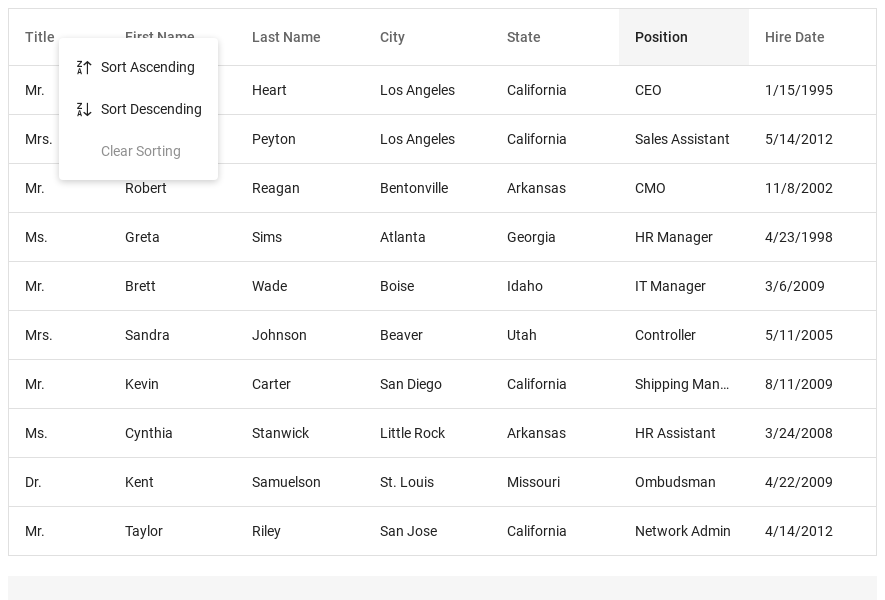 Title First Name Last Name City State Position Hire Date
Sort Ascending
Mr. Heart Los Angeles California CEO 1/15/1995
Sort Descending
Mrs. Peyton Los Angeles California Sales Assistant 5/14/2012
Clear Sorting
Mr. Robert Reagan Bentonville Arkansas CMO 11/8/2002
Ms. Greta Sims Atlanta Georgia HR Manager 4/23/1998
Mr. Brett Wade Boise Idaho IT Manager 3/6/2009
Mrs. Sandra Johnson Beaver Utah Controller 5/11/2005
Mr. Kevin Carter San Diego California Shipping Man... 8/11/2009
Ms. Cynthia Stanwick Little Rock Arkansas HR Assistant 3/24/2008
Dr. Kent Samuelson St. Louis Missouri Ombudsman 4/22/2009
Mr. Taylor Riley San Jose California Network Admin 4/14/2012